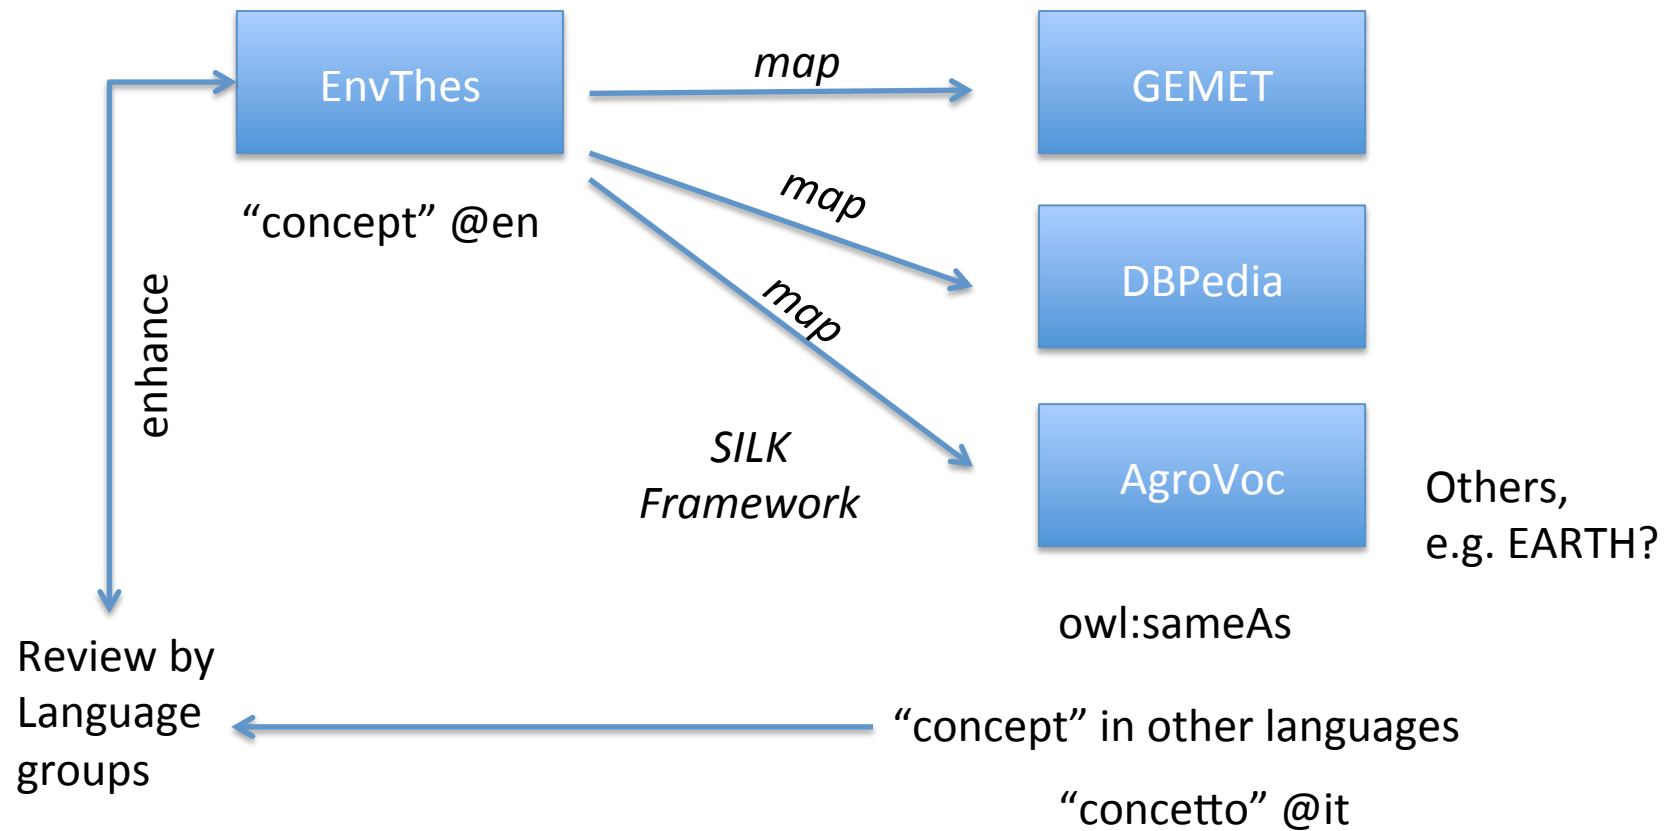 EnvThes
map
GEMET
“concept” @en
map
DBPedia
map
enhance
SILK
Framework
AgroVoc
Others,
e.g. EARTH?
owl:sameAs
Review by
Language
groups
“concept” in other languages
“concetto” @it